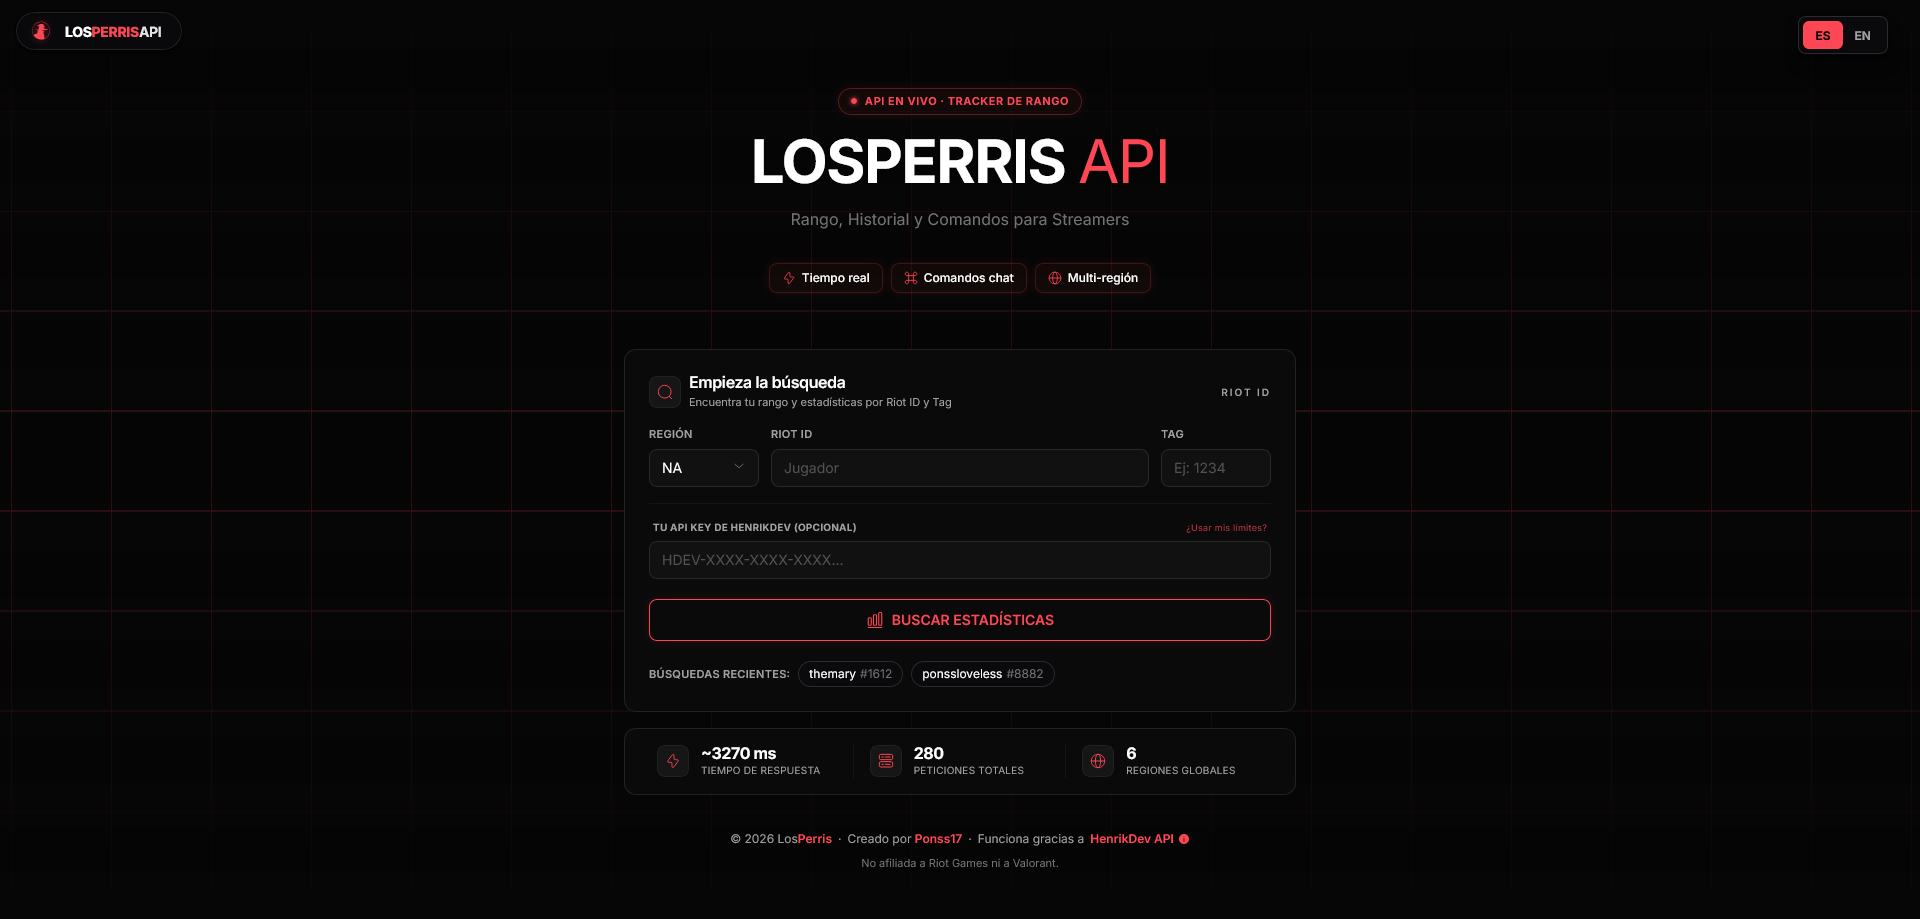 LOSPERRISAPI
ES EN
API EN VIVO · TRACKER DE RANGO
LOSPERRIS API
Rango, Historial y Comandos para Streamers
Tiempo real Comandos chat Multi-región
Empieza la búsqueda
Encuentra tu rango y estadísticas por Riot ID y Tag
RIOT ID
REGIÓN RIOT ID TAG
NA Jugador Ej: 1234
TU API KEY DE HENRIKDEV (OPCIONAL) ¿Usar mis límites?
HDEV-XXXX-XXXX-XXXX...
BUSCAR ESTADÍSTICAS
BÚSQUEDAS RECIENTES: themary #1612 ponssloveless #8882
~3270 ms 280 6
TIEMPO DE RESPUESTA PETICIONES TOTALES REGIONES GLOBALES
© 2026 LosPerris · Creado por Ponss17 · Funciona gracias a HenrikDev API
No afiliada a Riot Games ni a Valorant.